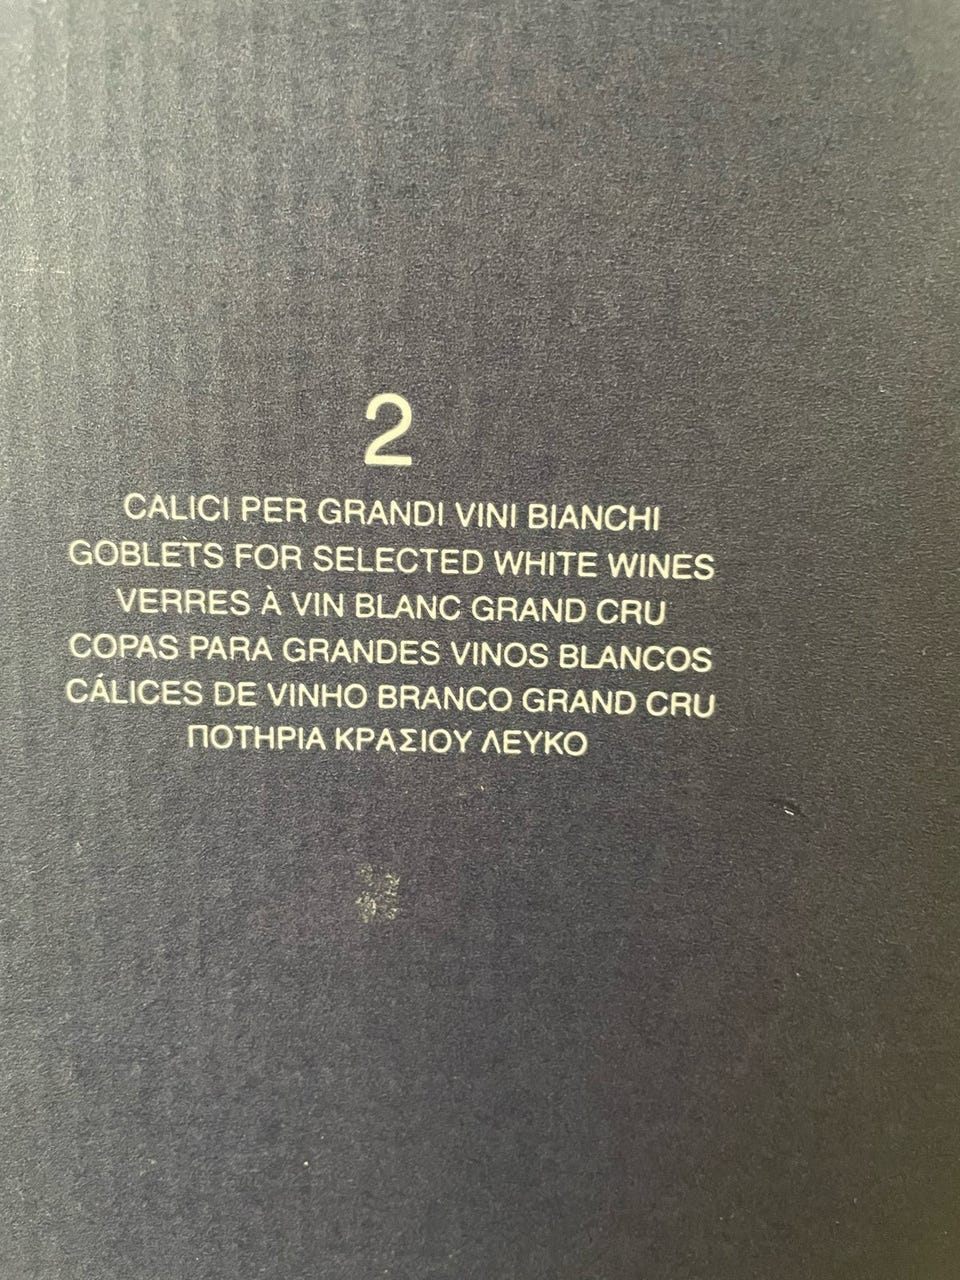 2
CALICI PER GRANDI VINI BIANCHI
GOBLETS FOR SELECTED WHITE WINES
VERRES À VIN BLANC GRAND CRU
COPAS PARA GRANDES VINOS BLANCOS
CÁLICES DE VINHO BRANCO GRAND CRU
ΠΟΤΗΡΙΑ ΚΡΑΣΙΟΥ ΛΕΥΚΟ